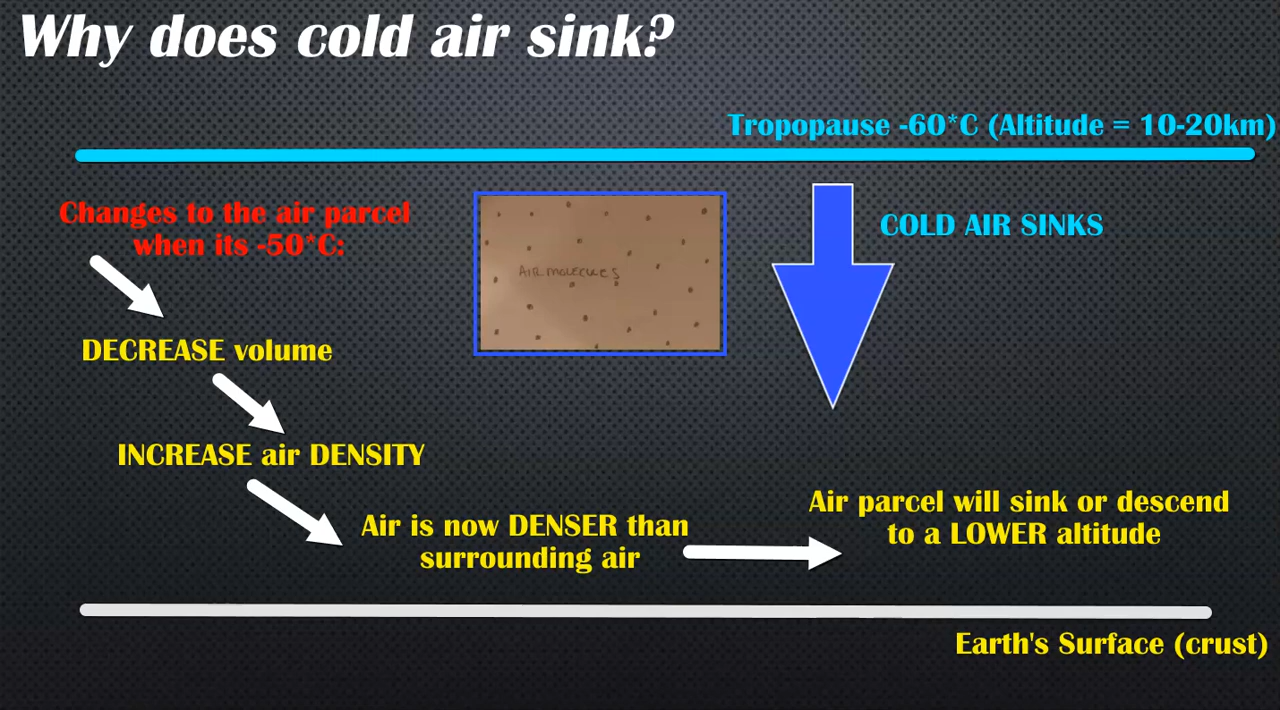 Why does cold air sink?
Tropopause -60*C (Altitude = 10-20km)
Changes to the air parcel
when its -50*C:
AIR MOLECULES
COLD AIR SINKS
DECREASE volume
INCREASE air DENSITY
Air is now DENSER than
surrounding air
Air parcel will sink or descend
to a LOWER altitude
Earth's Surface (crust)